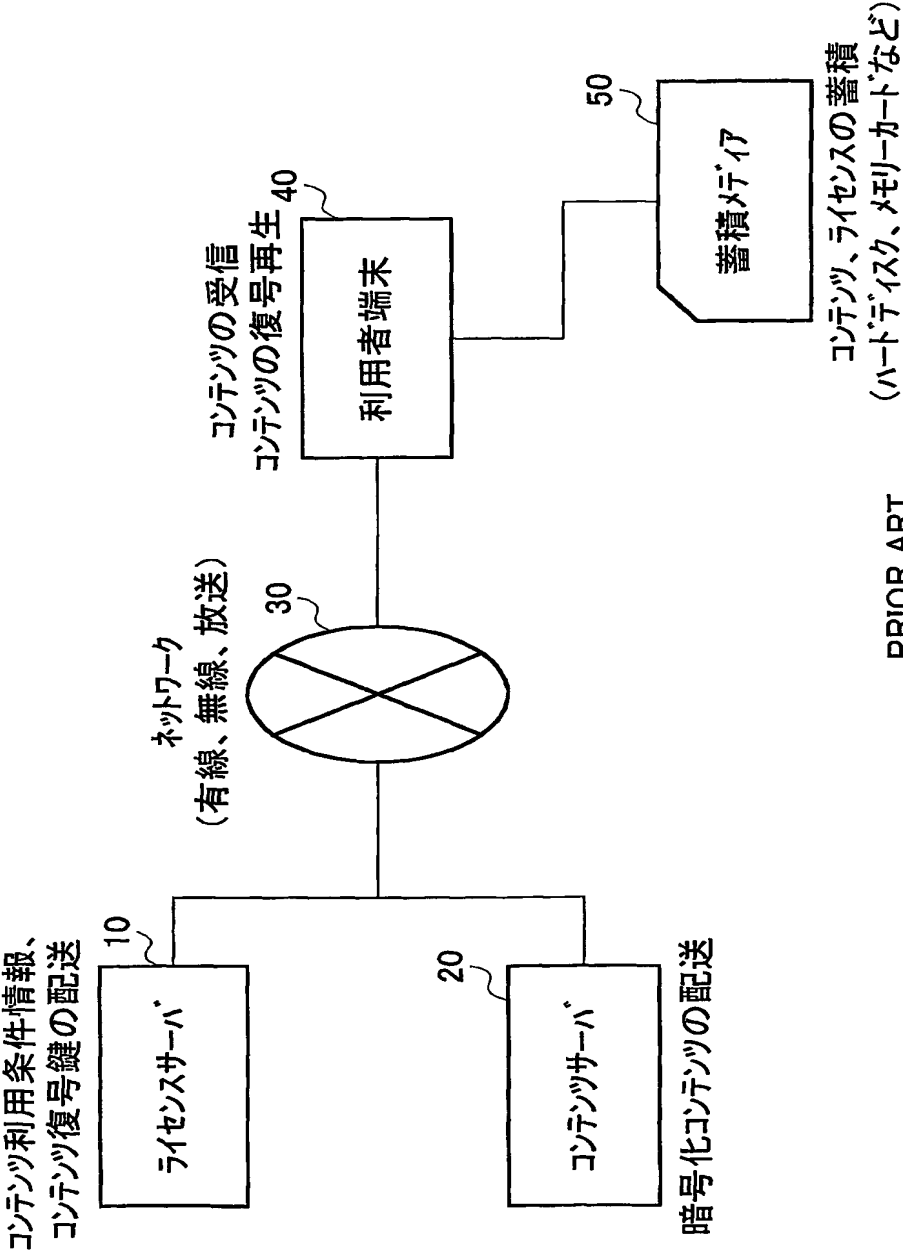 コンテンツ利用条件情報、
コンテンツ復号鍵の配送
10
ライセンスサーバ
20
コンテンツサーバ
暗号化コンテンツの配送
ネットワーク
(有線、無線、放送)
30
コンテンツの受信
コンテンツの復号再生
40
利用者端末
50
蓄積メディア
コンテンツ、ライセンスの蓄積
(ハードディスク、メモリーカードなど)
PRIOR ART